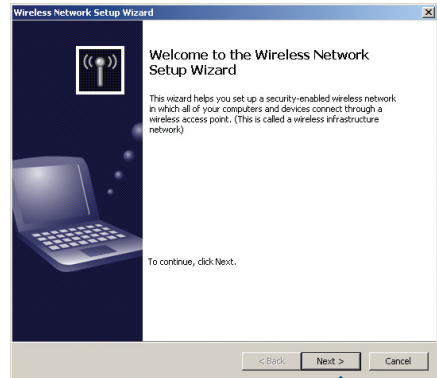 Wireless Network Setup Wizard
Welcome to the Wireless Network
Setup Wizard
This wizard helps you set up a security-enabled wireless network
in which all of your computers and devices connect through a
wireless access point. (This is called a wireless infrastructure
network)
To continue, click Next.
< Back Next > Cancel